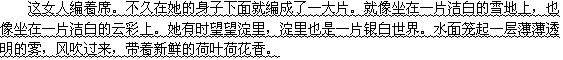 这女人编着席。不久在她的身子下面就编成了一大片。就像坐在一片洁白的雪地上，也
像坐在一片洁白的云彩上。她有时望望淀里，淀里也是一片银白世界。水面笼起一层薄薄透
明的雾，风吹过来，带着新鲜的荷叶荷花香。